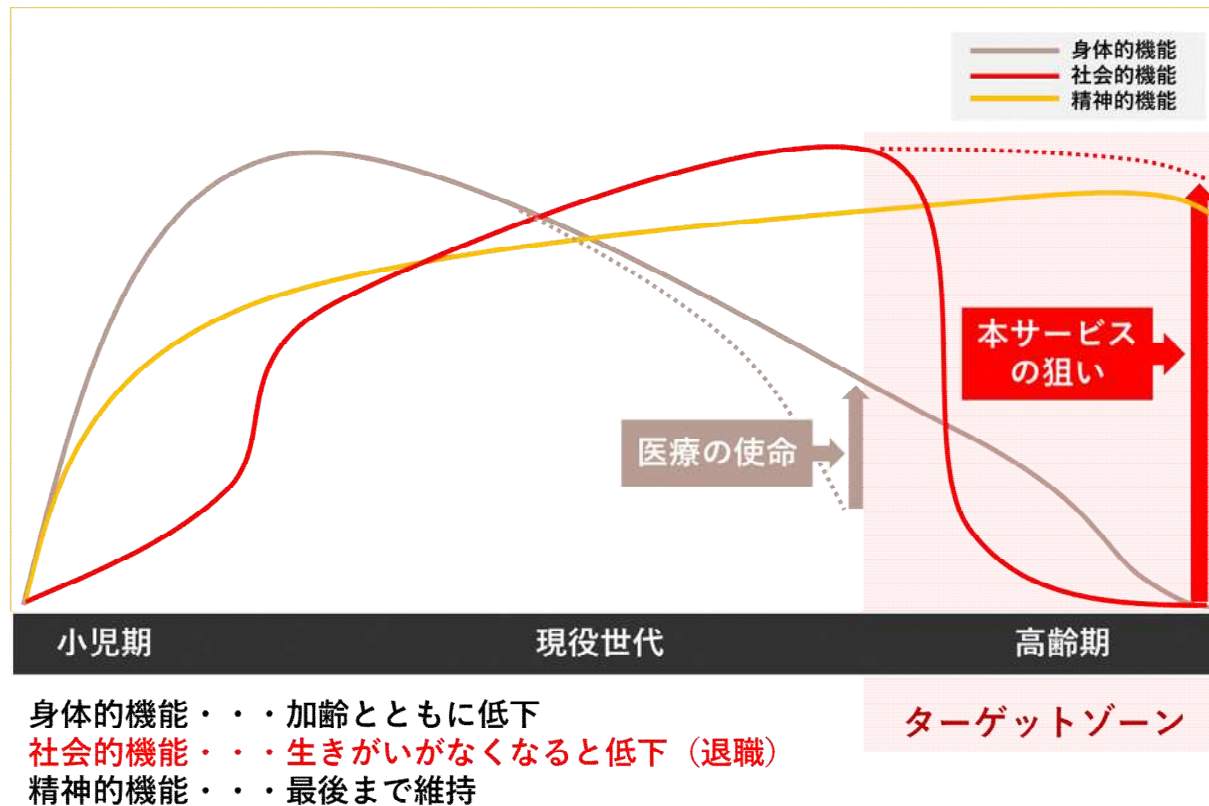 身体的機能
社会的機能
精神的機能
本サービス
の狙い
医療の使命
小児期
現役世代
高齢期
身体的機能・・・加齢とともに低下
社会的機能・・・生きがいがなくなると低下（退職）
精神的機能・・・最後まで維持
ターゲットゾーン